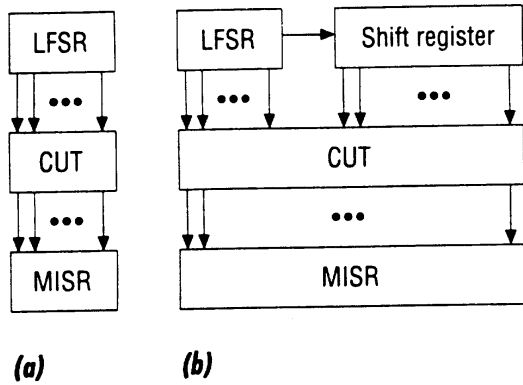 LFSR
CUT
MISR
(a)
LFSR
Shift register
CUT
MISR
(b)